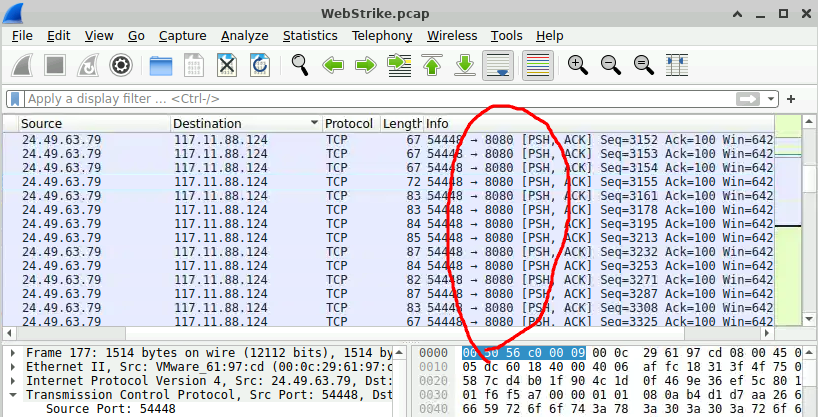 WebStrike.pcap
File Edit View Go Capture Analyze Statistics Telephony Wireless Tools Help
Apply a display filter ... <Ctrl-/>
Source Destination Protocol Length Info
24.49.63.79 117.11.88.124 TCP 67 54448 → 8080 [PSH, ACK] Seq=3152 Ack=100 Win=642
24.49.63.79 117.11.88.124 TCP 67 54448 → 8080 [PSH, ACK] Seq=3153 Ack=100 Win=642
24.49.63.79 117.11.88.124 TCP 67 54448 → 8080 [PSH, ACK] Seq=3154 Ack=100 Win=642
24.49.63.79 117.11.88.124 TCP 72 54448 → 8080 [PSH, ACK] Seq=3155 Ack=100 Win=642
24.49.63.79 117.11.88.124 TCP 83 54448 → 8080 [PSH, ACK] Seq=3161 Ack=100 Win=642
24.49.63.79 117.11.88.124 TCP 83 54448 → 8080 [PSH, ACK] Seq=3178 Ack=100 Win=642
24.49.63.79 117.11.88.124 TCP 84 54448 → 8080 [PSH, ACK] Seq=3195 Ack=100 Win=642
24.49.63.79 117.11.88.124 TCP 85 54448 → 8080 [PSH, ACK] Seq=3213 Ack=100 Win=642
24.49.63.79 117.11.88.124 TCP 87 54448 → 8080 [PSH, ACK] Seq=3232 Ack=100 Win=642
24.49.63.79 117.11.88.124 TCP 84 54448 → 8080 [PSH, ACK] Seq=3253 Ack=100 Win=642
24.49.63.79 117.11.88.124 TCP 82 54448 → 8080 [PSH, ACK] Seq=3271 Ack=100 Win=642
24.49.63.79 117.11.88.124 TCP 87 54448 → 8080 [PSH, ACK] Seq=3287 Ack=100 Win=642
24.49.63.79 117.11.88.124 TCP 83 54448 → 8080 [PSH, ACK] Seq=3308 Ack=100 Win=642
24.49.63.79 117.11.88.124 TCP 67 54448 → 8080 [PSH, ACK] Seq=3325 Ack=100 Win=642
Frame 177: 1514 bytes on wire (12112 bits), 1514 by
Ethernet II, Src: VMware_61:97:cd (00:0c:29:61:97:c
Internet Protocol Version 4, Src: 24.49.63.79, Dst:
Transmission Control Protocol, Src Port: 54448, Dst
Source Port: 54448
0000 00 50 56 c0 00 09 00 0c 29 61 97 cd 08 00 45 0
0010 05 dc 60 18 40 00 40 06 af fc 18 31 3f 4f 75 0
0020 58 7c d4 b0 1f 90 4c 1d 0f 46 9e 36 ef 5c 80 1
0030 01 f6 f5 a7 00 00 01 01 08 0a b4 d1 d7 aa 26 6
0040 66 59 72 6f 6f 74 3a 78 3a 30 3a 30 3a 72 6f 6